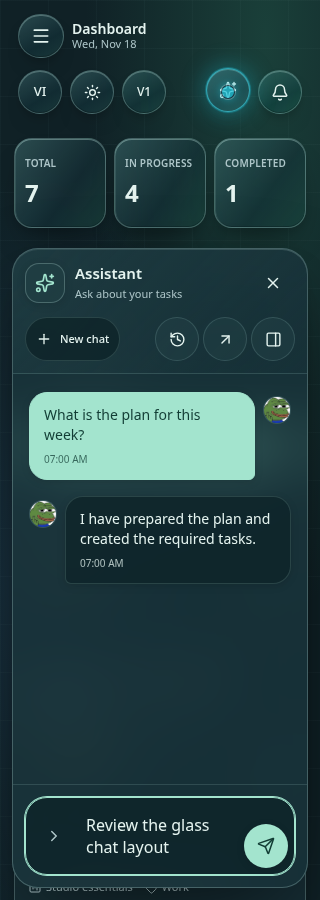 Dashboard
Wed, Nov 18
VI
V1
TOTAL
7
IN PROGRESS
4
COMPLETED
1
Assistant
Ask about your tasks
New chat
What is the plan for this
week?
07:00 AM
I have prepared the plan and
created the required tasks.
07:00 AM
Review the glass
chat layout
Studio essentials
Work